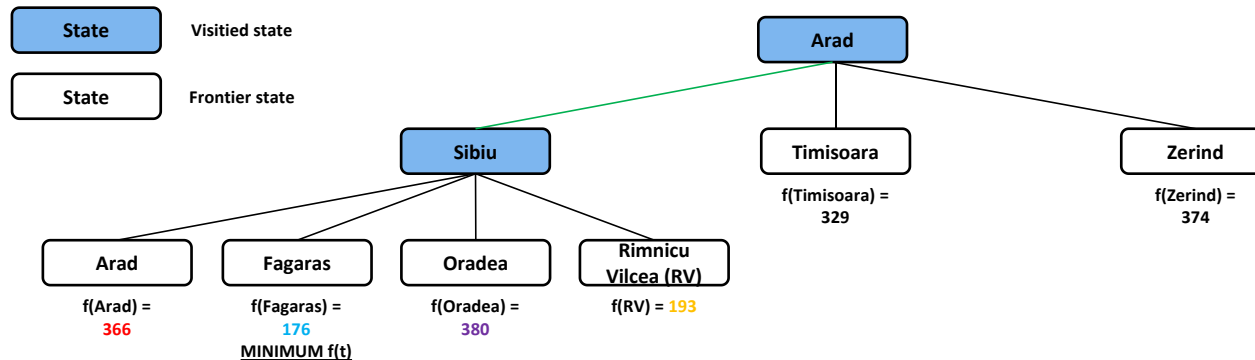 State
Visitied state
Arad
State
Frontier state
Sibiu
Timisoara
Zerind
f(Timisoara) =
329
f(Zerind) =
374
Arad
Fagaras
Oradea
Rimnicu
Vilcea (RV)
f(Arad) =
366
f(Fagaras) =
176
MINIMUM f(t)
f(Oradea) =
380
f(RV) = 193